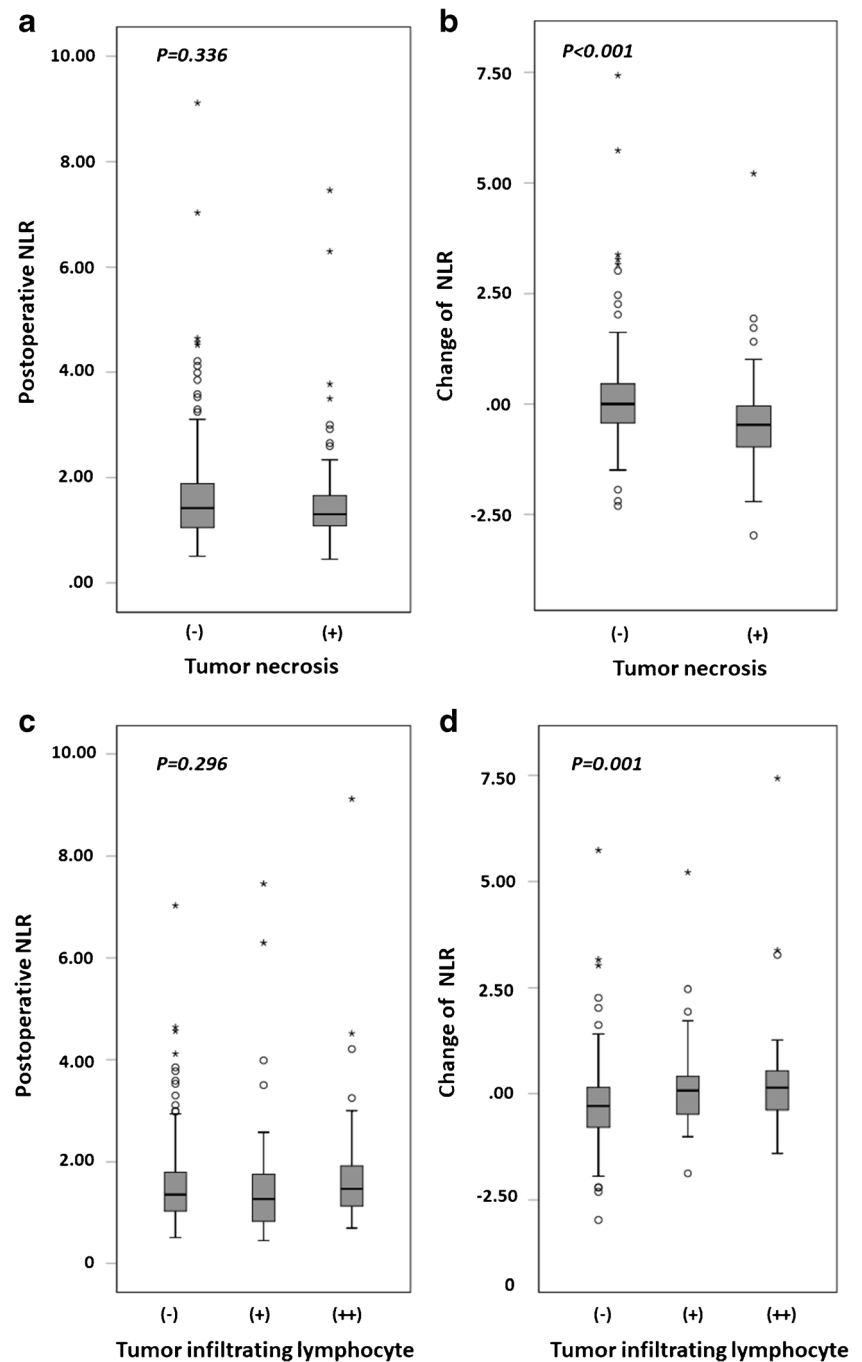 a
P=0.336
10.00
8.00
6.00
4.00
2.00
.00
Postoperative NLR
(-) (+)
Tumor necrosis
b
P<0.001
7.50
5.00
2.50
.00
-2.50
Change of NLR
(-) (+)
Tumor necrosis
c
P=0.296
10.00
8.00
6.00
4.00
2.00
0
Postoperative NLR
(-) (+) (++)
Tumor infiltrating lymphocyte
d
P=0.001
7.50
5.00
2.50
.00
-2.50
0
Change of NLR
(-) (+) (++)
Tumor infiltrating lymphocyte